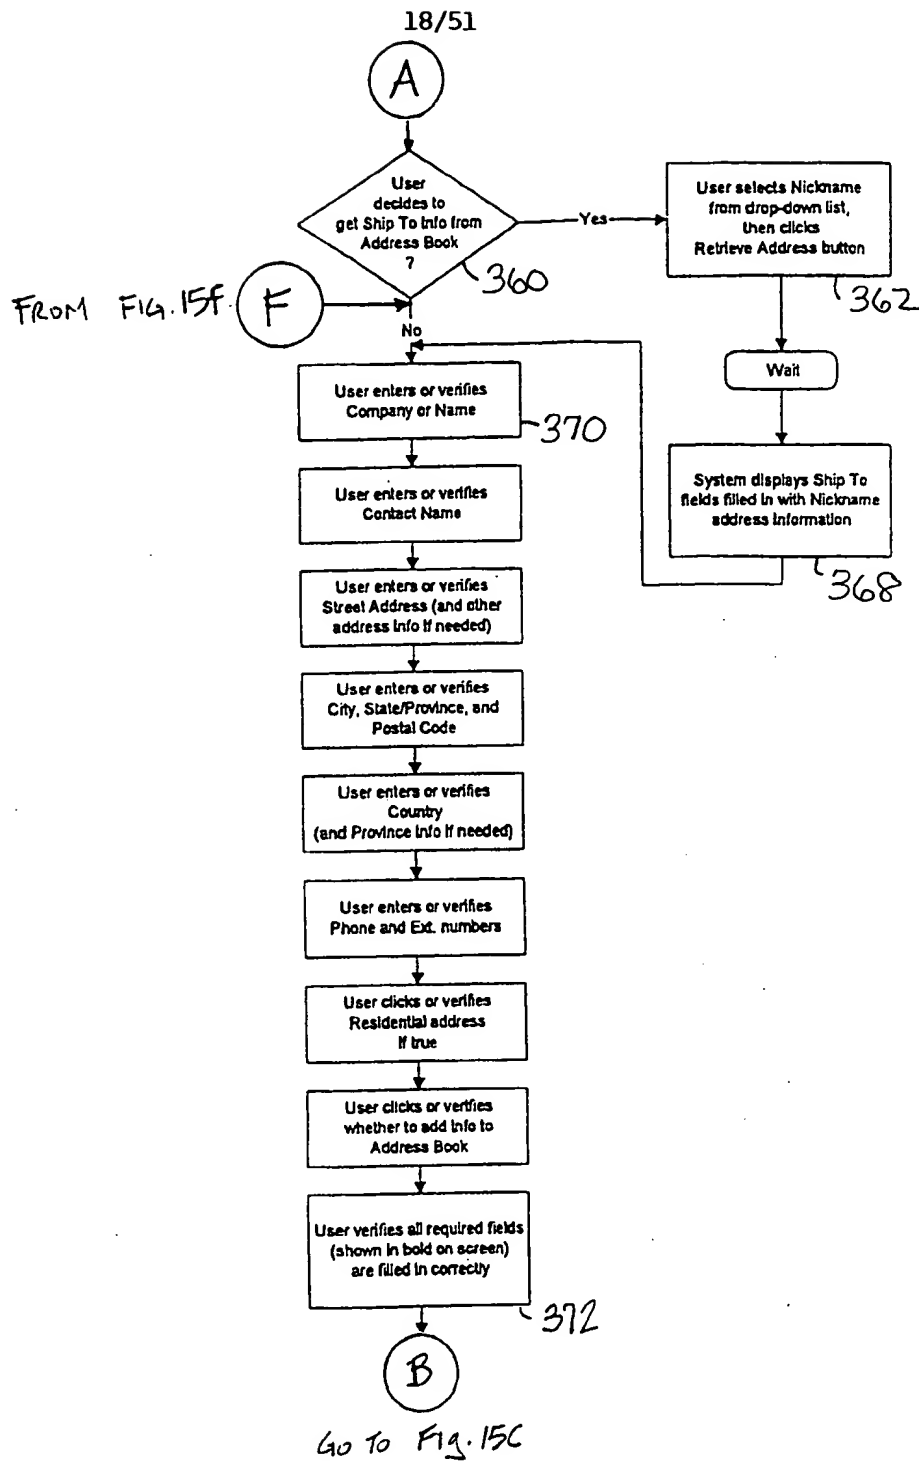 18/51
A
User
decides to
get Ship To Info from
Address Book
?
360
Yes
User selects Nickname
from drop-down list,
then clicks
Retrieve Address button
362
FROM FIG. 15f.
F
No
Wait
User enters or verifies
Company or Name
370
System displays Ship To
fields filled in with Nickname
address information
368
User enters or verifies
Contact Name
User enters or verifies
Street Address (and other
address info if needed)
User enters or verifies
City, State/Province, and
Postal Code
User enters or verifies
Country
(and Province info if needed)
User enters or verifies
Phone and Ext. numbers
User clicks or verifies
Residential address
if true
User clicks or verifies
whether to add info to
Address Book
User verifies all required fields
(shown in bold on screen)
are filled in correctly
372
B
Go To Fig. 15C